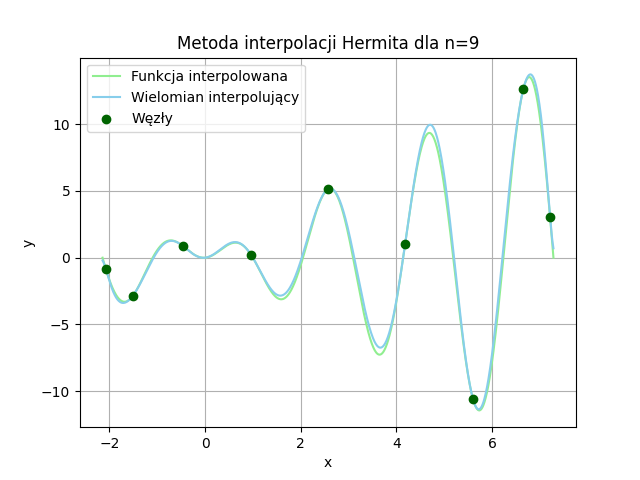 Metoda interpolacji Hermita dla n=9
Funkcja interpolowana
Wielomian interpolujący
Węzły
10
5
0
−5
−10
y
−2
0
2
4
6
x